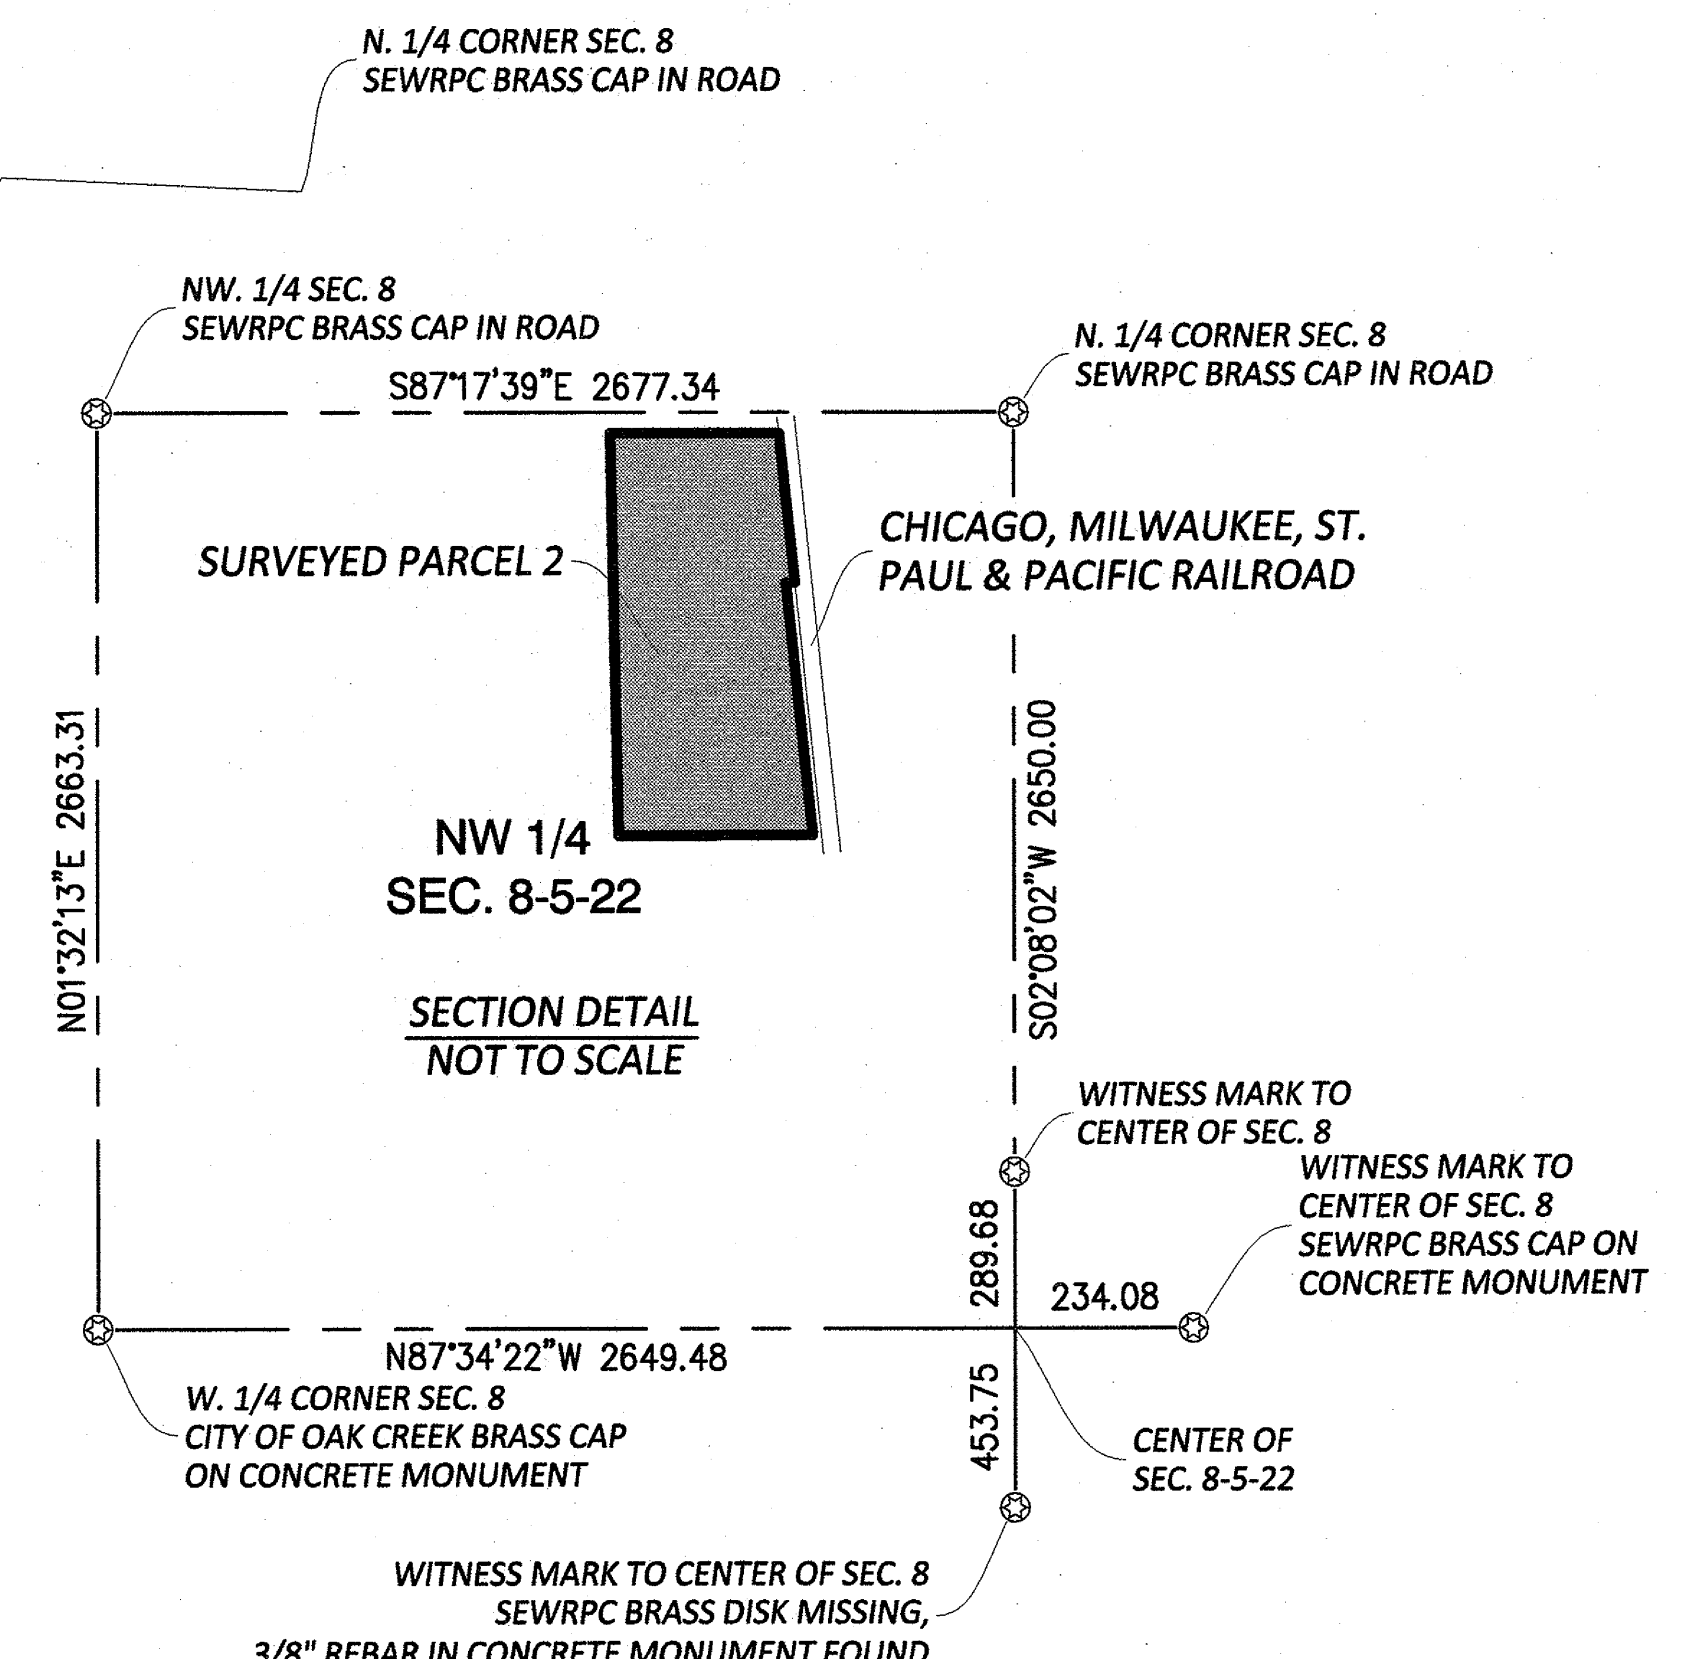 N. 1/4 CORNER SEC. 8
SEWRPC BRASS CAP IN ROAD
NW. 1/4 SEC. 8
SEWRPC BRASS CAP IN ROAD
N. 1/4 CORNER SEC. 8
SEWRPC BRASS CAP IN ROAD
S87°17'39"E 2677.34
CHICAGO, MILWAUKEE, ST.
PAUL & PACIFIC RAILROAD
SURVEYED PARCEL 2
N01°32'13"E 2663.31
S02°08'02"W 2650.00
NW 1/4
SEC. 8-5-22
SECTION DETAIL
NOT TO SCALE
WITNESS MARK TO
CENTER OF SEC. 8
WITNESS MARK TO
CENTER OF SEC. 8
SEWRPC BRASS CAP ON
CONCRETE MONUMENT
289.68
234.08
N87°34'22"W 2649.48
453.75
W. 1/4 CORNER SEC. 8
CITY OF OAK CREEK BRASS CAP
ON CONCRETE MONUMENT
CENTER OF
SEC. 8-5-22
WITNESS MARK TO CENTER OF SEC. 8
SEWRPC BRASS DISK MISSING,
3/8" REBAR IN CONCRETE MONUMENT FOUND